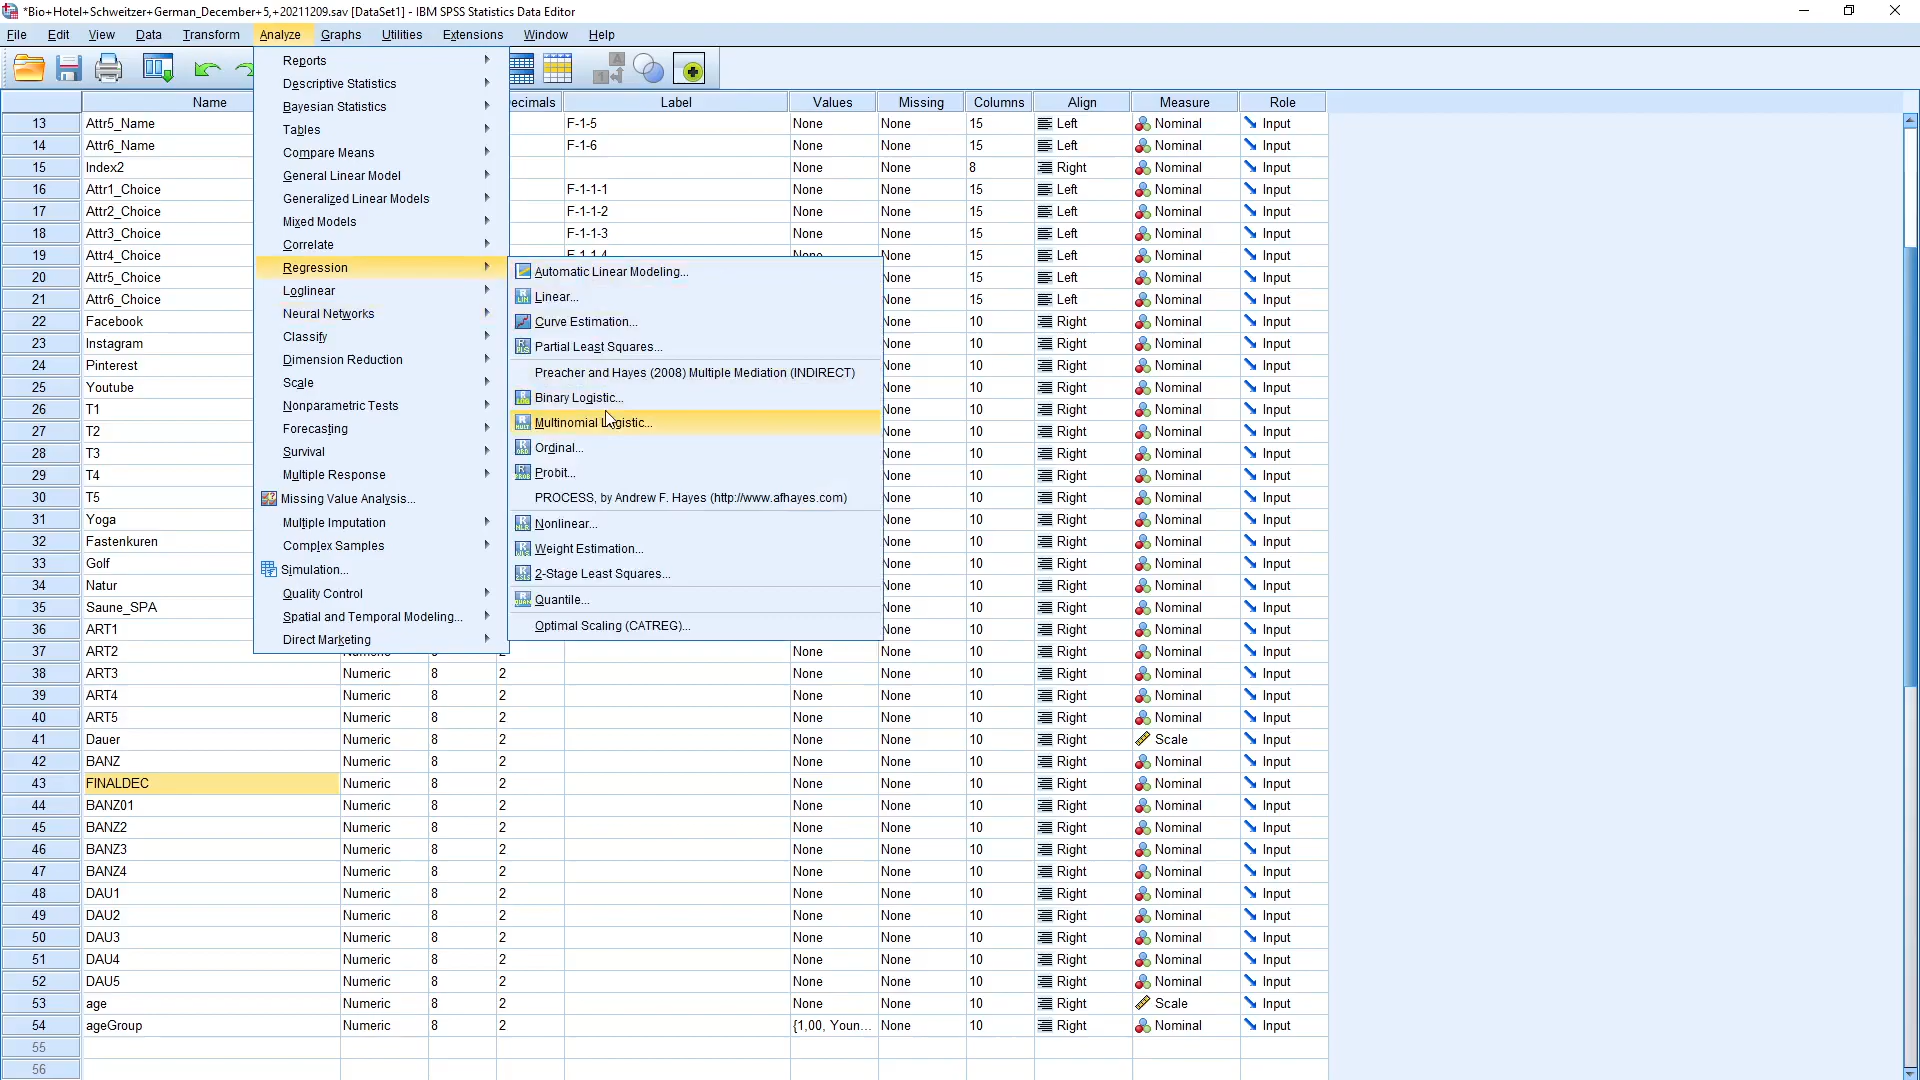 *Bio+Hotel+Schweitzer+German_December+5,+20211209.sav [DataSet1] - IBM SPSS Statistics Data Editor
File Edit View Data Transform Analyze Graphs Utilities Extensions Window Help
Reports
Descriptive Statistics
Bayesian Statistics
Tables
Compare Means
General Linear Model
Generalized Linear Models
Mixed Models
Correlate
Regression
Loglinear
Neural Networks
Classify
Dimension Reduction
Scale
Nonparametric Tests
Forecasting
Survival
Multiple Response
Missing Value Analysis...
Multiple Imputation
Complex Samples
Simulation...
Quality Control
Spatial and Temporal Modeling...
Direct Marketing
Automatic Linear Modeling...
Linear...
Curve Estimation...
Partial Least Squares...
Preacher and Hayes (2008) Multiple Mediation (INDIRECT)
Binary Logistic...
Multinomial Logistic...
Ordinal...
Probit...
PROCESS, by Andrew F. Hayes (http://www.afhayes.com)
Nonlinear...
Weight Estimation...
2-Stage Least Squares...
Quantile...
Optimal Scaling (CATREG)...
Name ecimals Label Values Missing Columns Align Measure Role
13 Attr5_Name F-1-5 None None 15 Left Nominal Input
14 Attr6_Name F-1-6 None None 15 Left Nominal Input
15 Index2 None None 8 Right Nominal Input
16 Attr1_Choice F-1-1-1 None None 15 Left Nominal Input
17 Attr2_Choice F-1-1-2 None None 15 Left Nominal Input
18 Attr3_Choice F-1-1-3 None None 15 Left Nominal Input
19 Attr4_Choice F-1-1-4 None None 15 Left Nominal Input
20 Attr5_Choice None 15 Left Nominal Input
21 Attr6_Choice None 15 Left Nominal Input
22 Facebook None 10 Right Nominal Input
23 Instagram None 10 Right Nominal Input
24 Pinterest None 10 Right Nominal Input
25 Youtube None 10 Right Nominal Input
26 T1 None 10 Right Nominal Input
27 T2 None 10 Right Nominal Input
28 T3 None 10 Right Nominal Input
29 T4 None 10 Right Nominal Input
30 T5 None 10 Right Nominal Input
31 Yoga None 10 Right Nominal Input
32 Fastenkuren None 10 Right Nominal Input
33 Golf None 10 Right Nominal Input
34 Natur None 10 Right Nominal Input
35 Saune_SPA None 10 Right Nominal Input
36 ART1 None 10 Right Nominal Input
37 ART2 Numeric 8 2 None None 10 Right Nominal Input
38 ART3 Numeric 8 2 None None 10 Right Nominal Input
39 ART4 Numeric 8 2 None None 10 Right Nominal Input
40 ART5 Numeric 8 2 None None 10 Right Nominal Input
41 Dauer Numeric 8 2 None None 10 Right Scale Input
42 BANZ Numeric 8 2 None None 10 Right Nominal Input
43 FINALDEC Numeric 8 2 None None 10 Right Nominal Input
44 BANZ01 Numeric 8 2 None None 10 Right Nominal Input
45 BANZ2 Numeric 8 2 None None 10 Right Nominal Input
46 BANZ3 Numeric 8 2 None None 10 Right Nominal Input
47 BANZ4 Numeric 8 2 None None 10 Right Nominal Input
48 DAU1 Numeric 8 2 None None 10 Right Nominal Input
49 DAU2 Numeric 8 2 None None 10 Right Nominal Input
50 DAU3 Numeric 8 2 None None 10 Right Nominal Input
51 DAU4 Numeric 8 2 None None 10 Right Nominal Input
52 DAU5 Numeric 8 2 None None 10 Right Nominal Input
53 age Numeric 8 2 None None 10 Right Scale Input
54 ageGroup Numeric 8 2 {1,00, Youn... None 10 Right Nominal Input
55
56